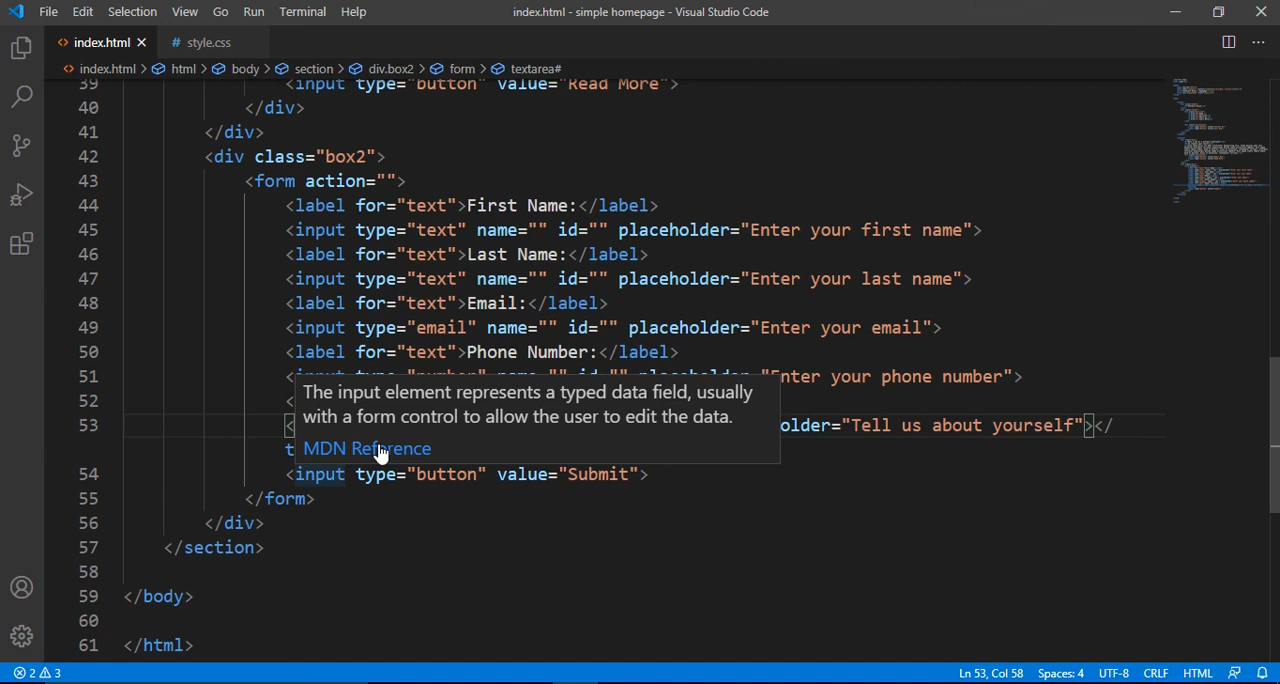 File Edit Selection View Go Run Terminal Help index.html - simple homepage - Visual Studio Code
<> index.html # style.css
<> index.html > html > body > section > div.box2 > form > textarea#
39 <input type="button" value="Read More">
40 </div>
41 </div>
42 <div class="box2">
43 <form action="">
44 <label for="text">First Name:</label>
45 <input type="text" name="" id="" placeholder="Enter your first name">
46 <label for="text">Last Name:</label>
47 <input type="text" name="" id="" placeholder="Enter your last name">
48 <label for="text">Email:</label>
49 <input type="email" name="" id="" placeholder="Enter your email">
50 <label for="text">Phone Number:</label>
51 <input type="number" name="" id="" placeholder="Enter your phone number">
52 <
The input element represents a typed data field, usually
with a form control to allow the user to edit the data.
53 < older="Tell us about yourself"></
MDN Reference
t
54 <input type="button" value="Submit">
55 </form>
56 </div>
57 </section>
58
59 </body>
60
61 </html>
2 3 Ln 53, Col 58 Spaces: 4 UTF-8 CRLF HTML